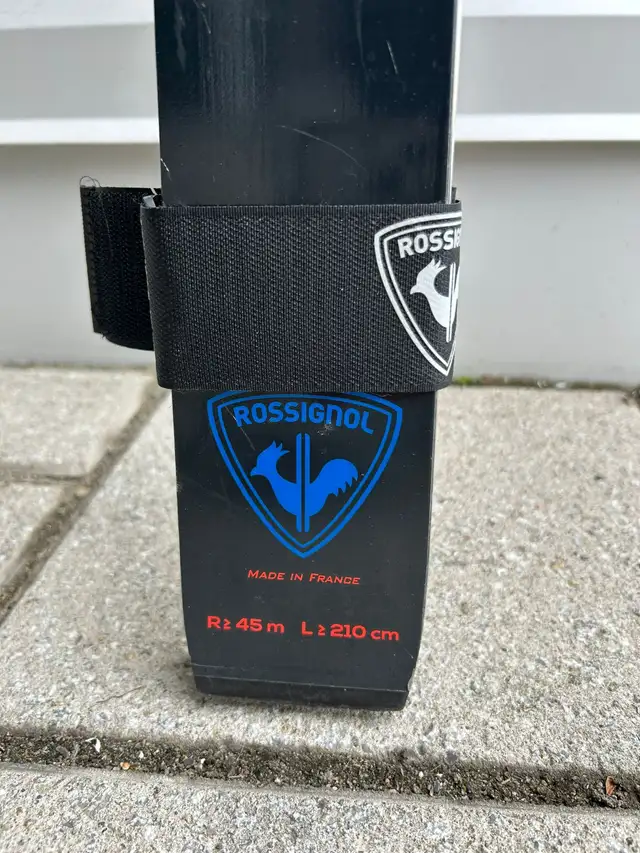 ROSSIGNOL
MADE IN FRANCE
R≥45 m L≥210 cm